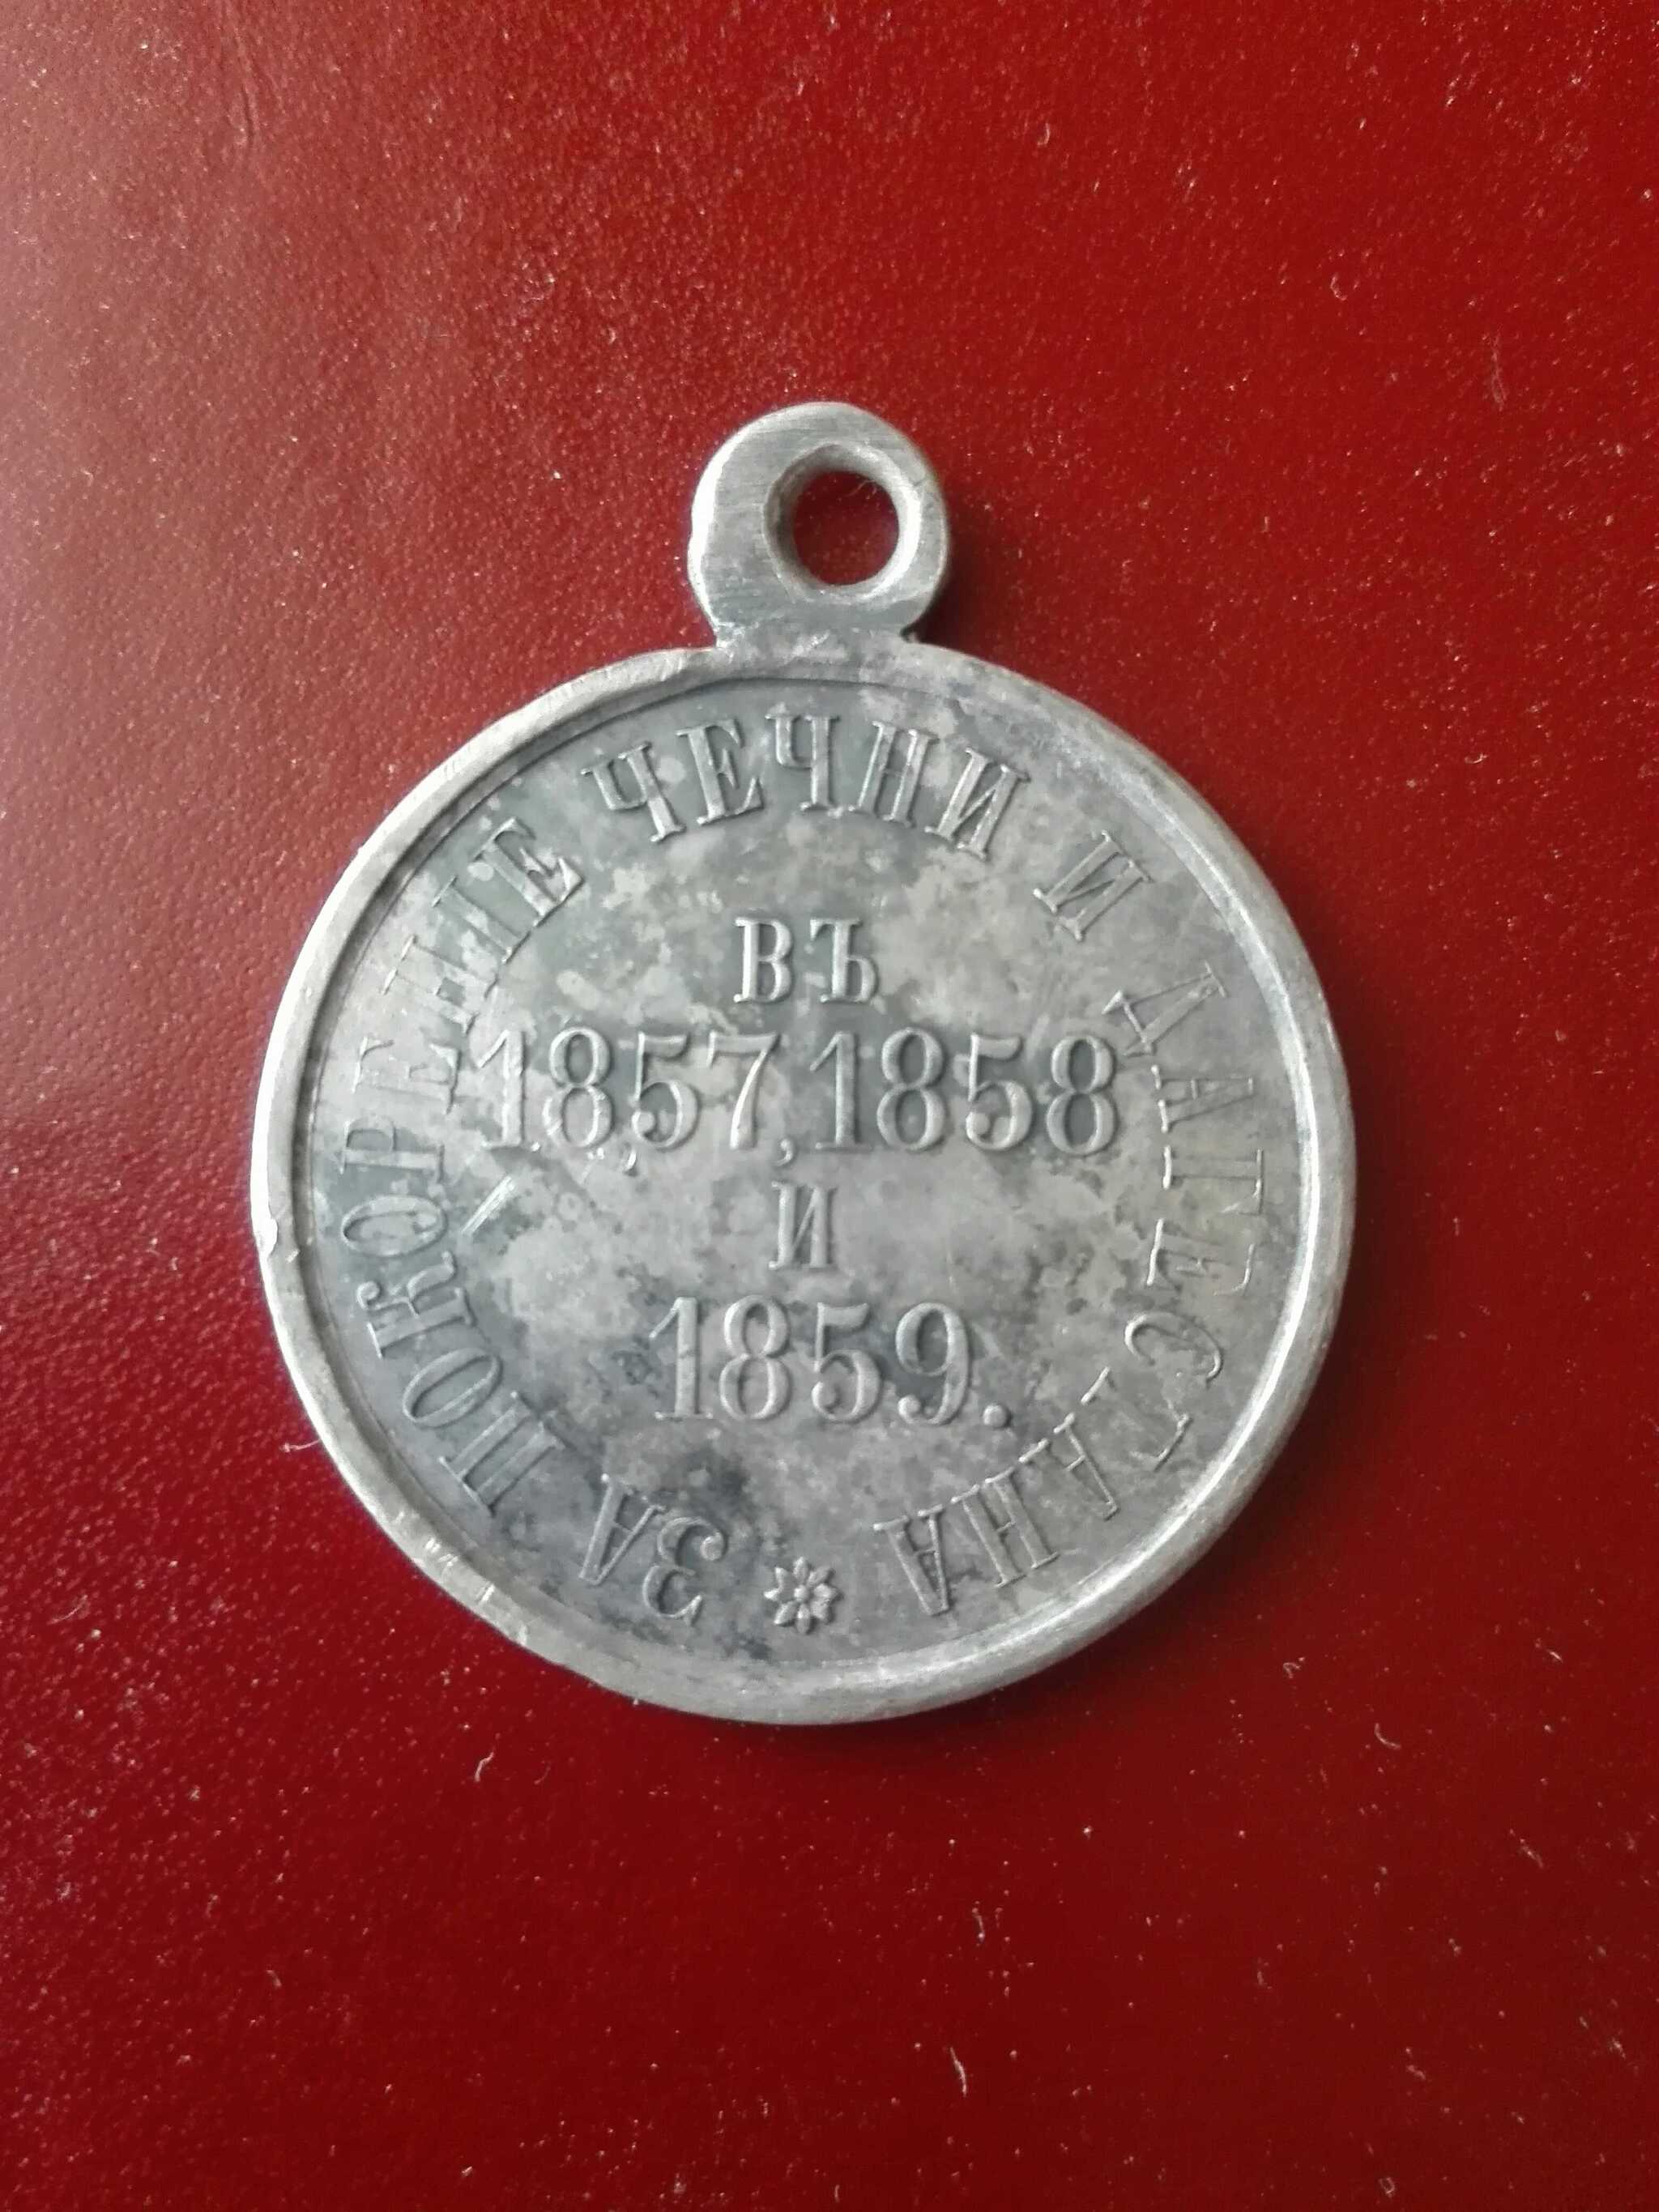 ЗА ПОКОРЕНІЕ ЧЕЧНИ И ДАГЕСТАНА
ВЪ
1857, 1858
И
1859.